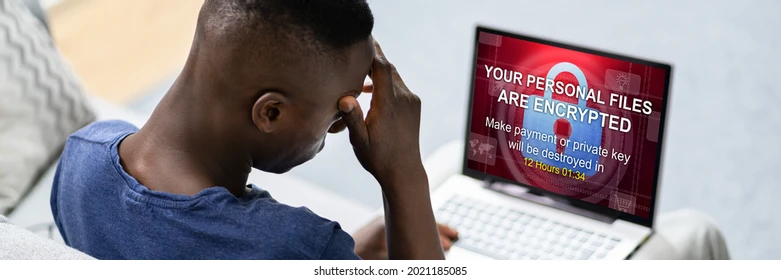 YOUR PERSONAL FILES
ARE ENCRYPTED
Make payment or private key
will be destroyed in
12 Hours 01:34
shutterstock.com · 2021185085